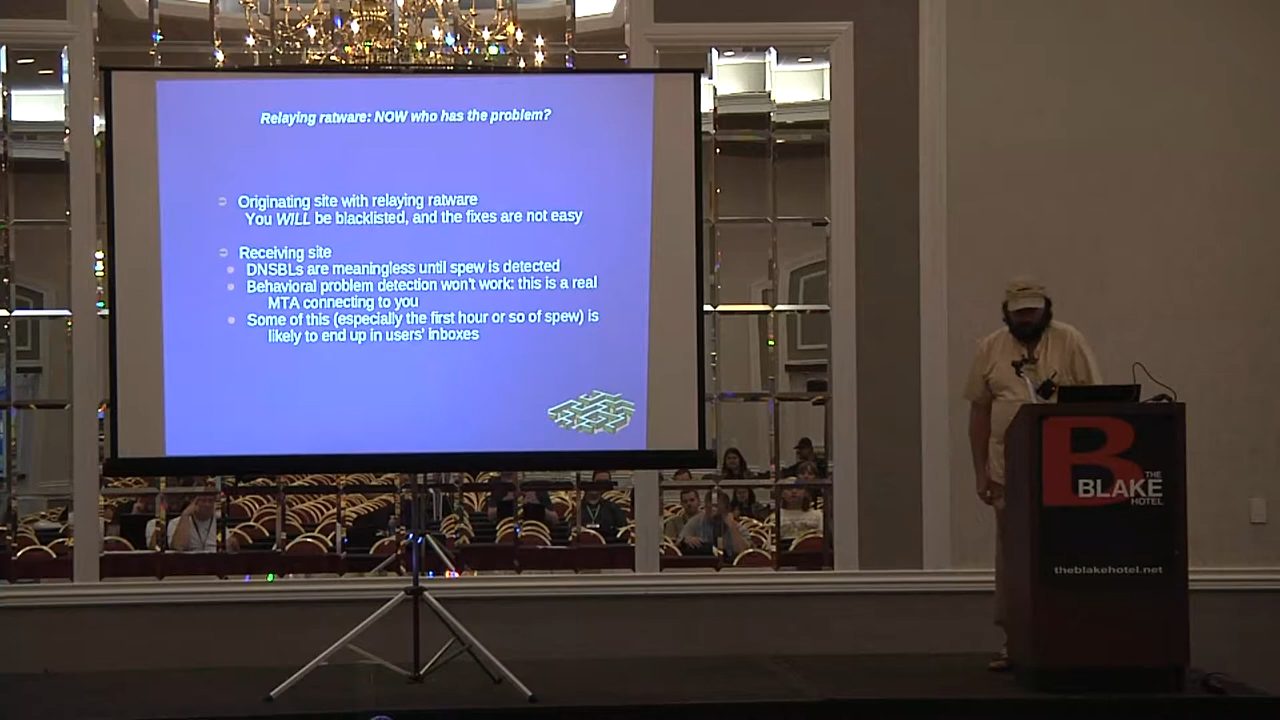 Relaying ratware: NOW who has the problem?
Originating site with relaying ratware
You WILL be blacklisted, and the fixes are not easy
Receiving site
DNSBLs are meaningless until spew is detected
Behavioral problem detection won't work: this is a real
MTA connecting to you
Some of this (especially the first hour or so of spew) is
likely to end up in users' inboxes
B
THE
BLAKE
HOTEL
theblakehotel.net